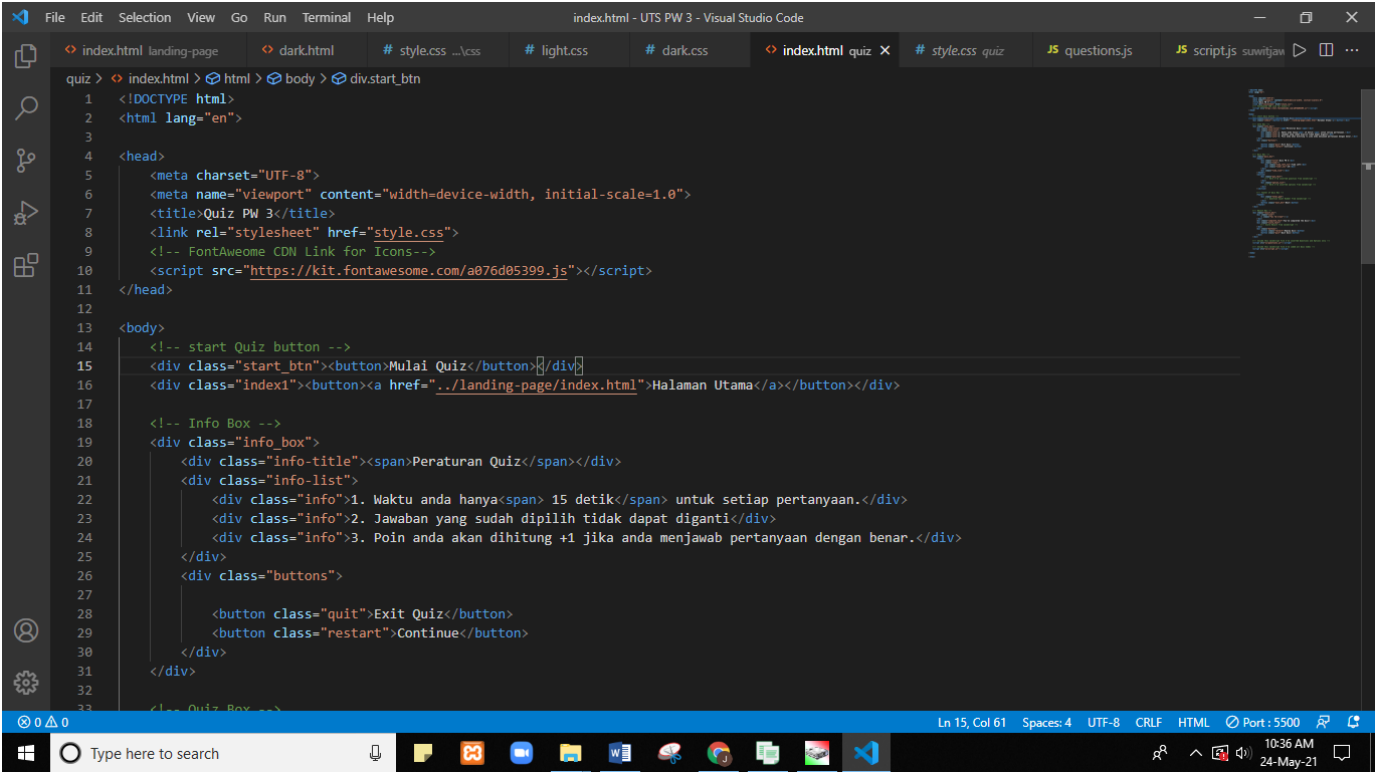 File Edit Selection View Go Run Terminal Help index.html - UTS PW 3 - Visual Studio Code
index.html landing-page dark.html style.css ...\css light.css dark.css index.html quiz style.css quiz JS questions.js JS script.js suwitjaw
quiz > index.html > html > body > div.start_btn
1 <!DOCTYPE html>
2 <html lang="en">
3
4 <head>
5 <meta charset="UTF-8">
6 <meta name="viewport" content="width=device-width, initial-scale=1.0">
7 <title>Quiz PW 3</title>
8 <link rel="stylesheet" href="style.css">
9 <!-- FontAweome CDN Link for Icons-->
10 <script src="https://kit.fontawesome.com/a076d05399.js"></script>
11 </head>
12
13 <body>
14 <!-- start Quiz button -->
15 <div class="start_btn"><button>Mulai Quiz</button></div>
16 <div class="index1"><button><a href="../landing-page/index.html">Halaman Utama</a></button></div>
17
18 <!-- Info Box -->
19 <div class="info_box">
20 <div class="info-title"><span>Peraturan Quiz</span></div>
21 <div class="info-list">
22 <div class="info">1. Waktu anda hanya<span> 15 detik</span> untuk setiap pertanyaan.</div>
23 <div class="info">2. Jawaban yang sudah dipilih tidak dapat diganti</div>
24 <div class="info">3. Poin anda akan dihitung +1 jika anda menjawab pertanyaan dengan benar.</div>
25 </div>
26 <div class="buttons">
27
28 <button class="quit">Exit Quiz</button>
29 <button class="restart">Continue</button>
30 </div>
31 </div>
32
33 <!-- Quiz Box -->
0 0 Ln 15, Col 61 Spaces: 4 UTF-8 CRLF HTML Port : 5500
Type here to search 10:36 AM
24-May-21